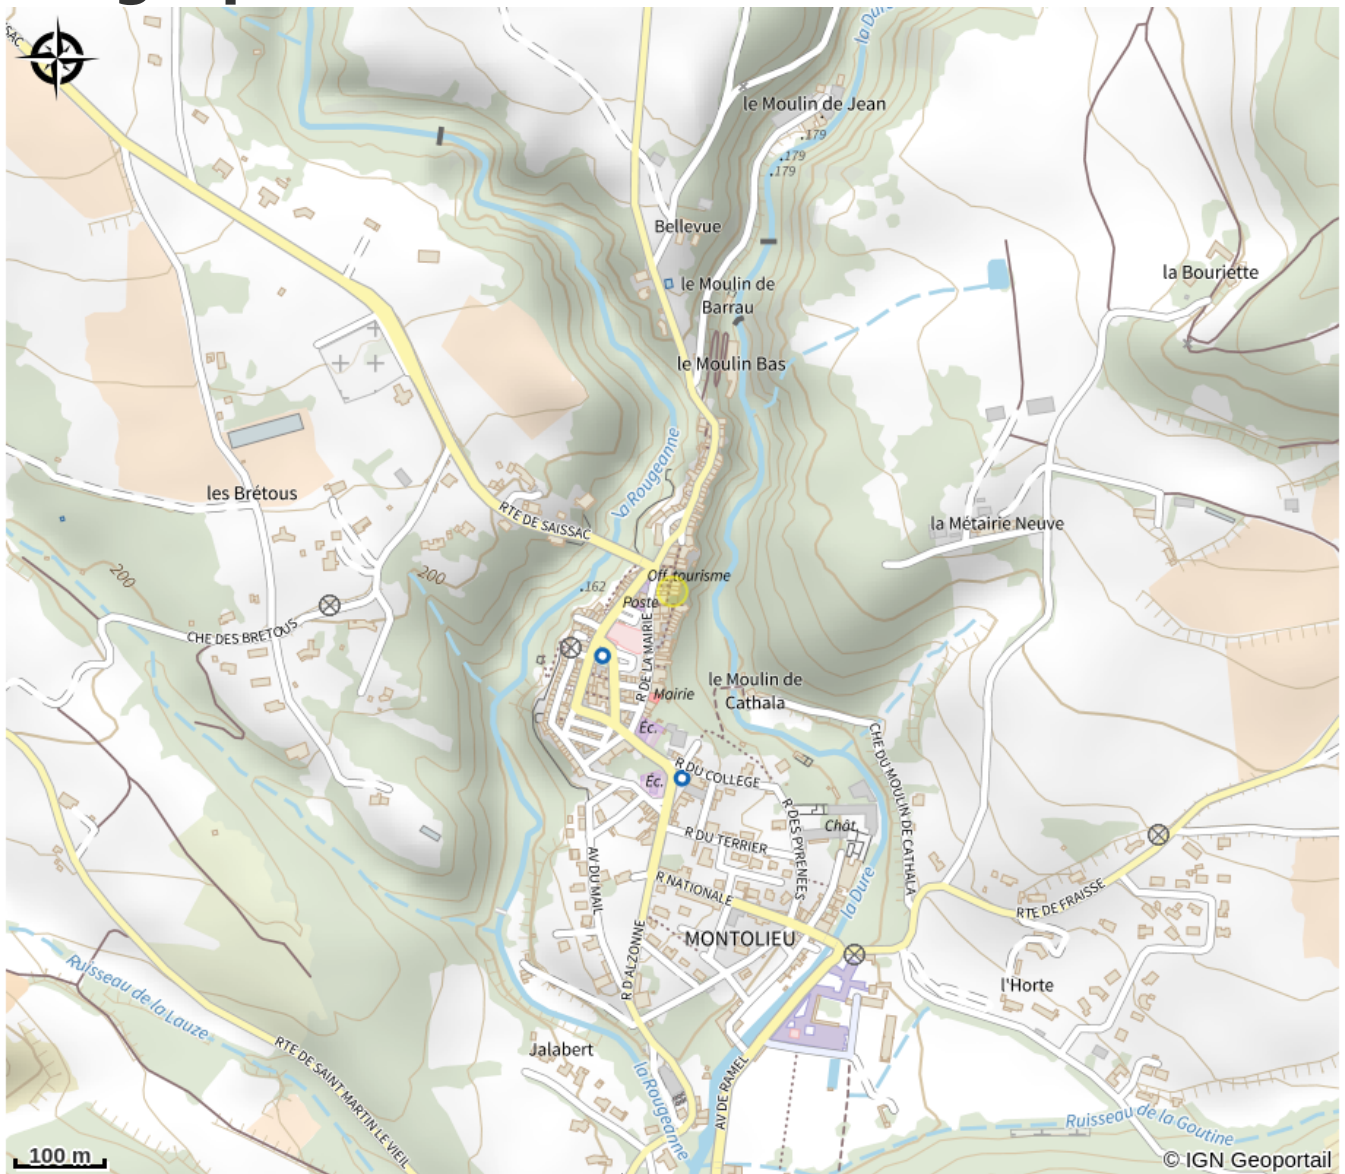 SAC
la Dure
le Moulin de Jean
.179
.179
.179
Bellevue
la Bouriette
le Moulin de
Barrau
le Moulin Bas
la Rougeanne
les Brétous
RTE DE SAISSAC
la Métairie Neuve
200
200
.162
Off. tourisme
Poste
CHE DES BRETOUS
R DE LA MAIRIE
le Moulin de
Cathala
Mairie
Éc.
CHE DU MOULIN DE CATHALA
R DU COLLEGE
Éc.
R DES PYRENEES
Chât.
R DU TERRIER
AV DU MAIL
R NATIONALE
la Dure
RTE DE FRAISSE
MONTOLIEU
R D ALZONNE
Ruisseau de la Lauze
l'Horte
RTE DE SAINT MARTIN LE VIEIL
Jalabert
la Rougeanne
AV DE RAMEL
Ruisseau de la Goutine
100 m
© IGN Geoportail